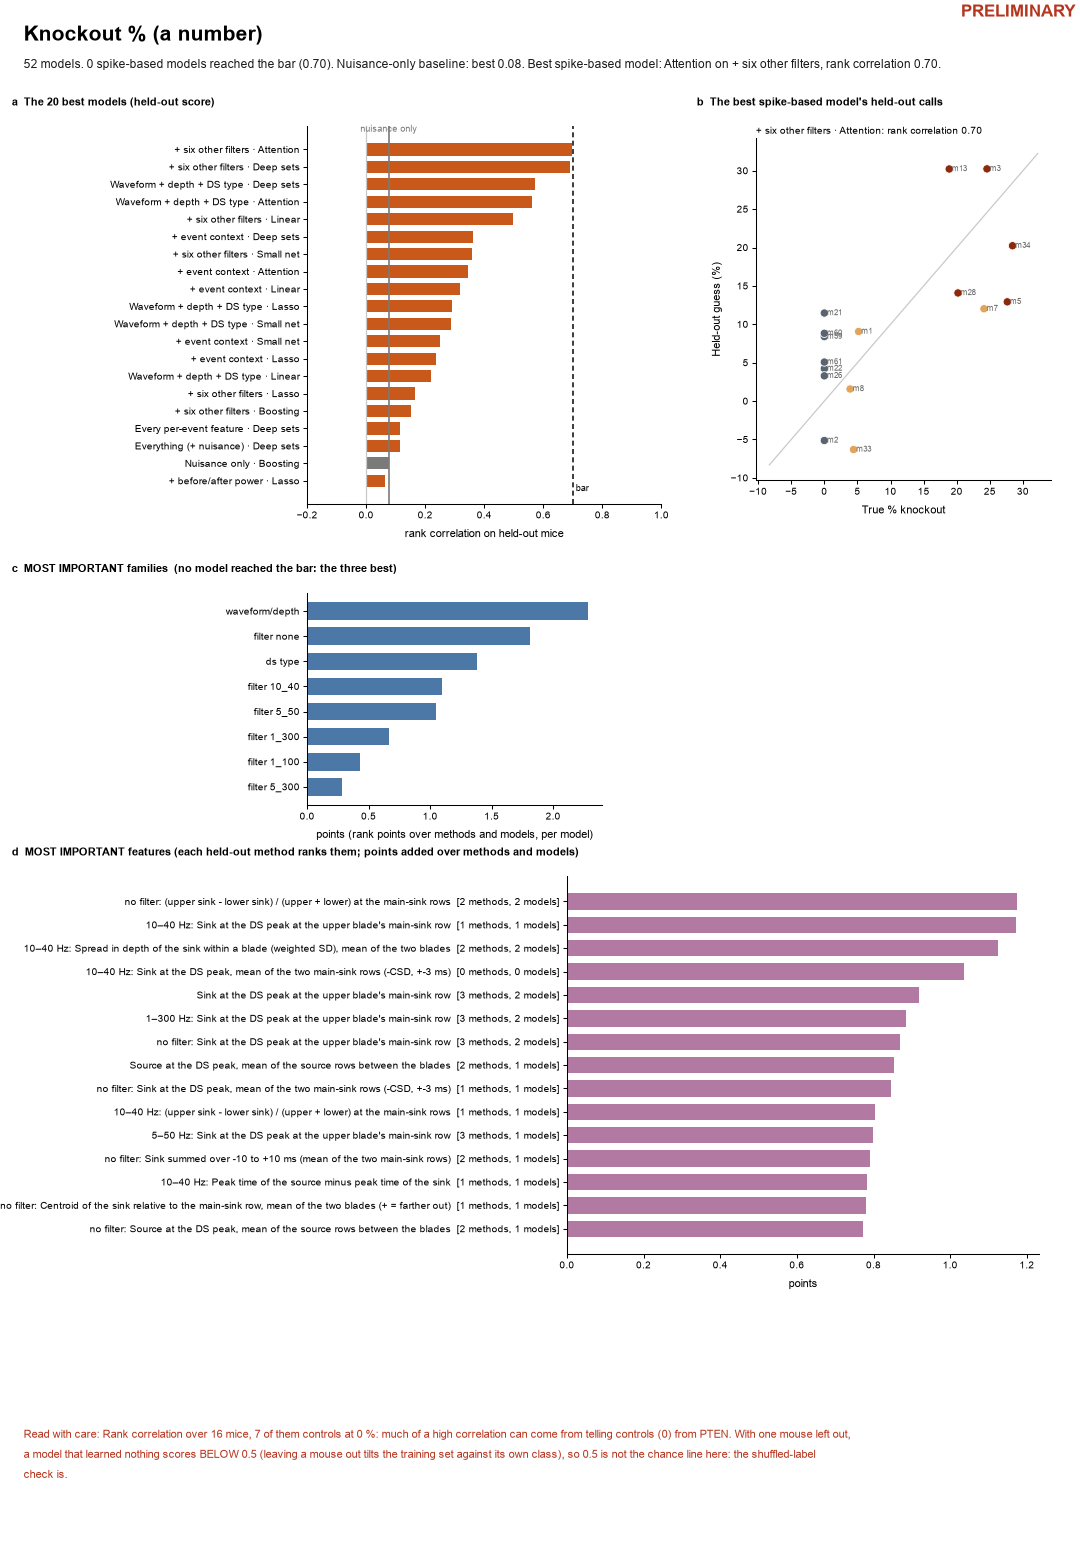 PRELIMINARY
Knockout % (a number)
52 models. 0 spike-based models reached the bar (0.70). Nuisance-only baseline: best 0.08. Best spike-based model: Attention on + six other filters, rank correlation 0.70.
a The 20 best models (held-out score)
nuisance only
+ six other filters · Attention
+ six other filters · Deep sets
Waveform + depth + DS type · Deep sets
Waveform + depth + DS type · Attention
+ six other filters · Linear
+ event context · Deep sets
+ six other filters · Small net
+ event context · Attention
+ event context · Linear
Waveform + depth + DS type · Lasso
Waveform + depth + DS type · Small net
+ event context · Small net
+ event context · Lasso
Waveform + depth + DS type · Linear
+ six other filters · Lasso
+ six other filters · Boosting
Every per-event feature · Deep sets
Everything (+ nuisance) · Deep sets
Nuisance only · Boosting
+ before/after power · Lasso
bar
−0.2 0.0 0.2 0.4 0.6 0.8 1.0
rank correlation on held-out mice
b The best spike-based model's held-out calls
+ six other filters · Attention: rank correlation 0.70
Held-out guess (%)
30
25
20
15
10
5
0
−5
−10
m13
m3
m34
m28
m5
m7
m21
m1
m61
m22
m26
m8
m2
m33
−10 −5 0 5 10 15 20 25 30
True % knockout
c MOST IMPORTANT families (no model reached the bar: the three best)
waveform/depth
filter none
ds type
filter 10_40
filter 5_50
filter 1_300
filter 1_100
filter 5_300
0.0 0.5 1.0 1.5 2.0
points (rank points over methods and models, per model)
d MOST IMPORTANT features (each held-out method ranks them; points added over methods and models)
no filter: (upper sink - lower sink) / (upper + lower) at the main-sink rows [2 methods, 2 models]
10–40 Hz: Sink at the DS peak at the upper blade's main-sink row [1 methods, 1 models]
10–40 Hz: Spread in depth of the sink within a blade (weighted SD), mean of the two blades [2 methods, 2 models]
10–40 Hz: Sink at the DS peak, mean of the two main-sink rows (-CSD, +-3 ms) [0 methods, 0 models]
Sink at the DS peak at the upper blade's main-sink row [3 methods, 2 models]
1–300 Hz: Sink at the DS peak at the upper blade's main-sink row [3 methods, 2 models]
no filter: Sink at the DS peak at the upper blade's main-sink row [3 methods, 2 models]
Source at the DS peak, mean of the source rows between the blades [2 methods, 1 models]
no filter: Sink at the DS peak, mean of the two main-sink rows (-CSD, +-3 ms) [1 methods, 1 models]
10–40 Hz: (upper sink - lower sink) / (upper + lower) at the main-sink rows [1 methods, 1 models]
5–50 Hz: Sink at the DS peak at the upper blade's main-sink row [3 methods, 1 models]
no filter: Sink summed over -10 to +10 ms (mean of the two main-sink rows) [2 methods, 1 models]
10–40 Hz: Peak time of the source minus peak time of the sink [1 methods, 1 models]
no filter: Centroid of the sink relative to the main-sink row, mean of the two blades (+ = farther out) [1 methods, 1 models]
no filter: Source at the DS peak, mean of the source rows between the blades [2 methods, 1 models]
0.0 0.2 0.4 0.6 0.8 1.0 1.2
points
Read with care: Rank correlation over 16 mice, 7 of them controls at 0 %: much of a high correlation can come from telling controls (0) from PTEN. With one mouse left out,
a model that learned nothing scores BELOW 0.5 (leaving a mouse out tilts the training set against its own class), so 0.5 is not the chance line here: the shuffled-label
check is.